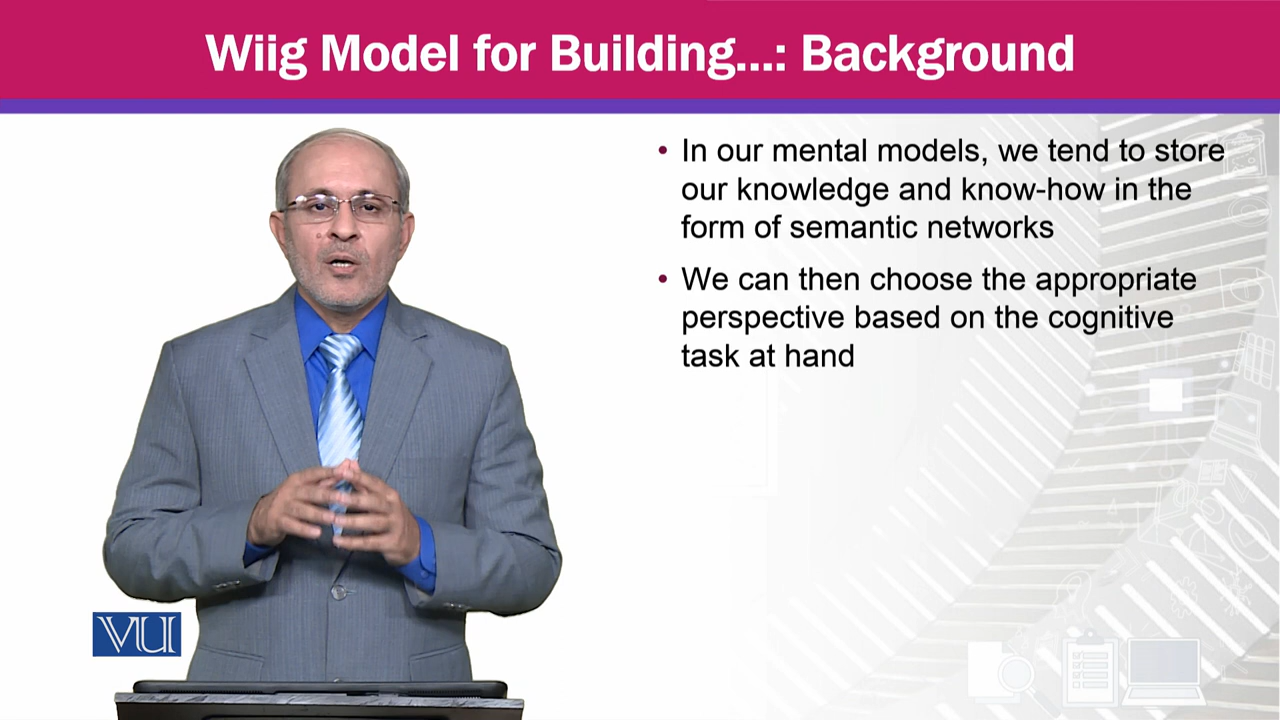 Wiig Model for Building...: Background
• In our mental models, we tend to store
our knowledge and know-how in the
form of semantic networks
• We can then choose the appropriate
perspective based on the cognitive
task at hand
VU